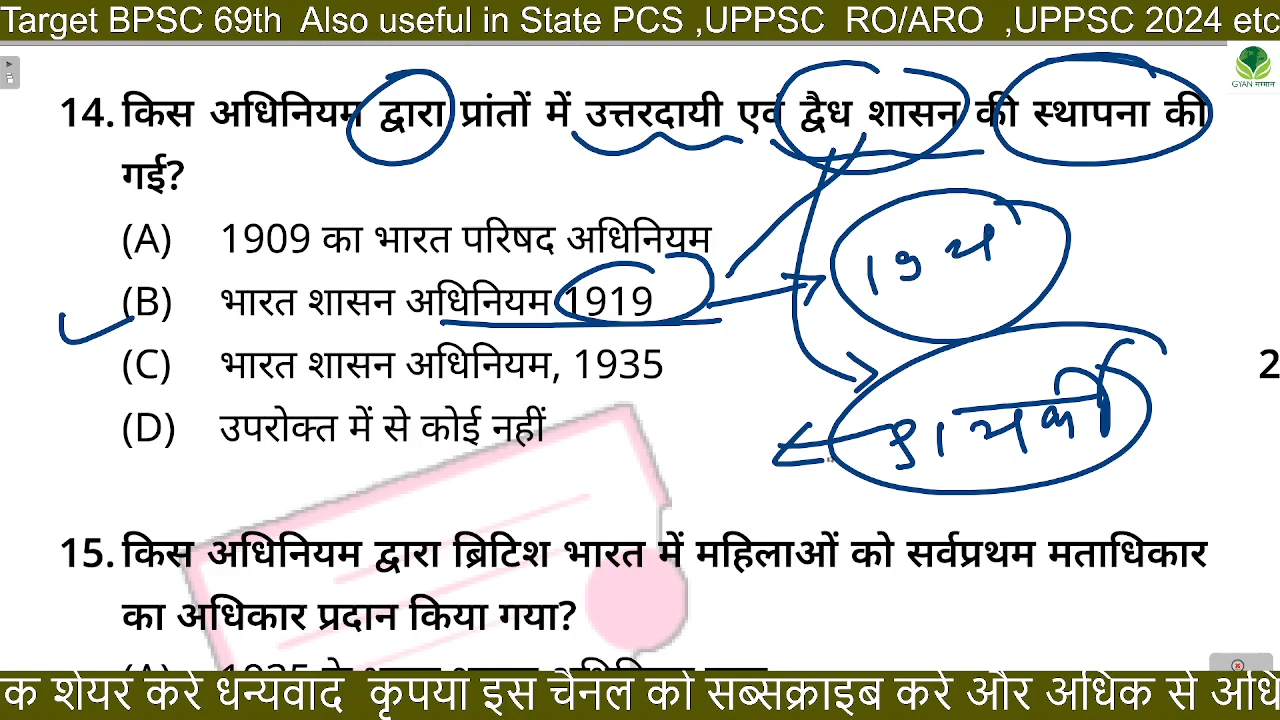 Target BPSC 69th Also useful in State PCS ,UPPSC RO/ARO ,UPPSC 2024 etc
GYAN सम्मान
14. किस अधिनियम द्वारा प्रांतों में उत्तरदायी एवं द्वैध शासन की स्थापना की
गई?
(A) 1909 का भारत परिषद अधिनियम
(B) भारत शासन अधिनियम 1919
(C) भारत शासन अधिनियम, 1935
(D) उपरोक्त में से कोई नहीं
2
15. किस अधिनियम द्वारा ब्रिटिश भारत में महिलाओं को सर्वप्रथम मताधिकार
का अधिकार प्रदान किया गया?
क शेयर करे धन्यवाद कृपया इस चैनल को सब्सक्राइब करे और अधिक से अधि